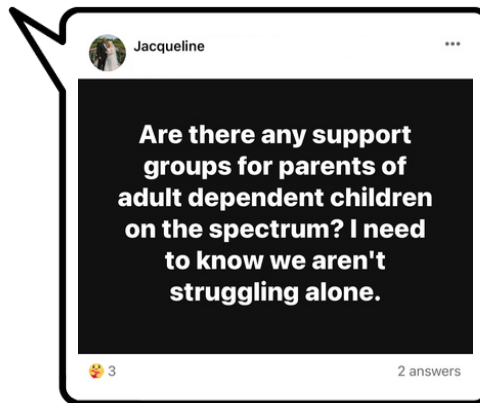 Jacqueline
Are there any support
groups for parents of
adult dependent children
on the spectrum? I need
to know we aren't
struggling alone.
3
2 answers